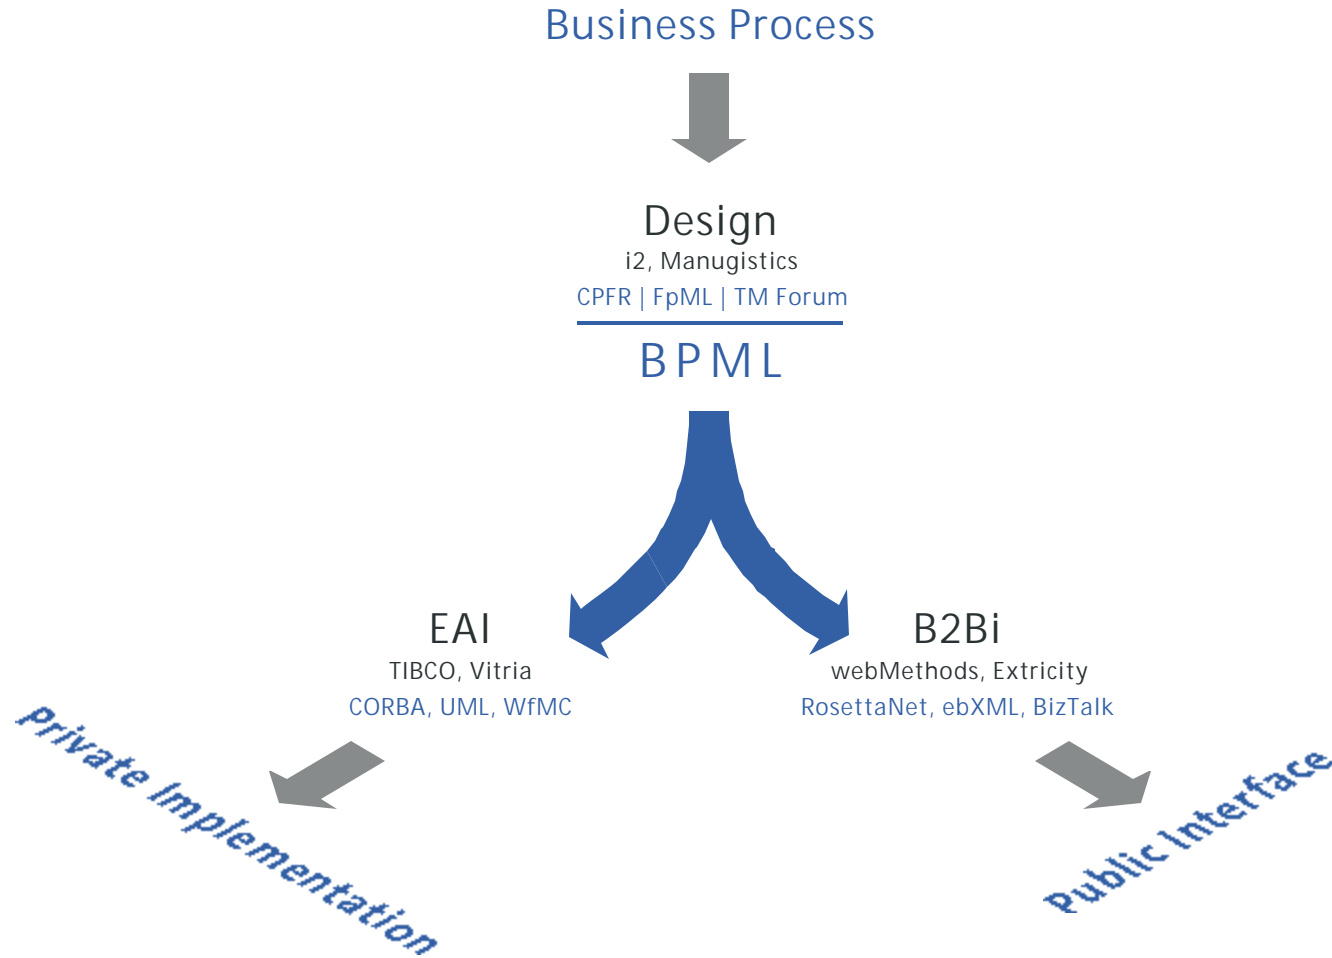 Business Process
Design
i2, Manugistics
CPFR | FpML | TM Forum
BPML
EAI
TIBCO, Vitria
CORBA, UML, WfMC
B2Bi
webMethods, Extricity
RosettaNet, ebXML, BizTalk
Private Implementation
Public Interface